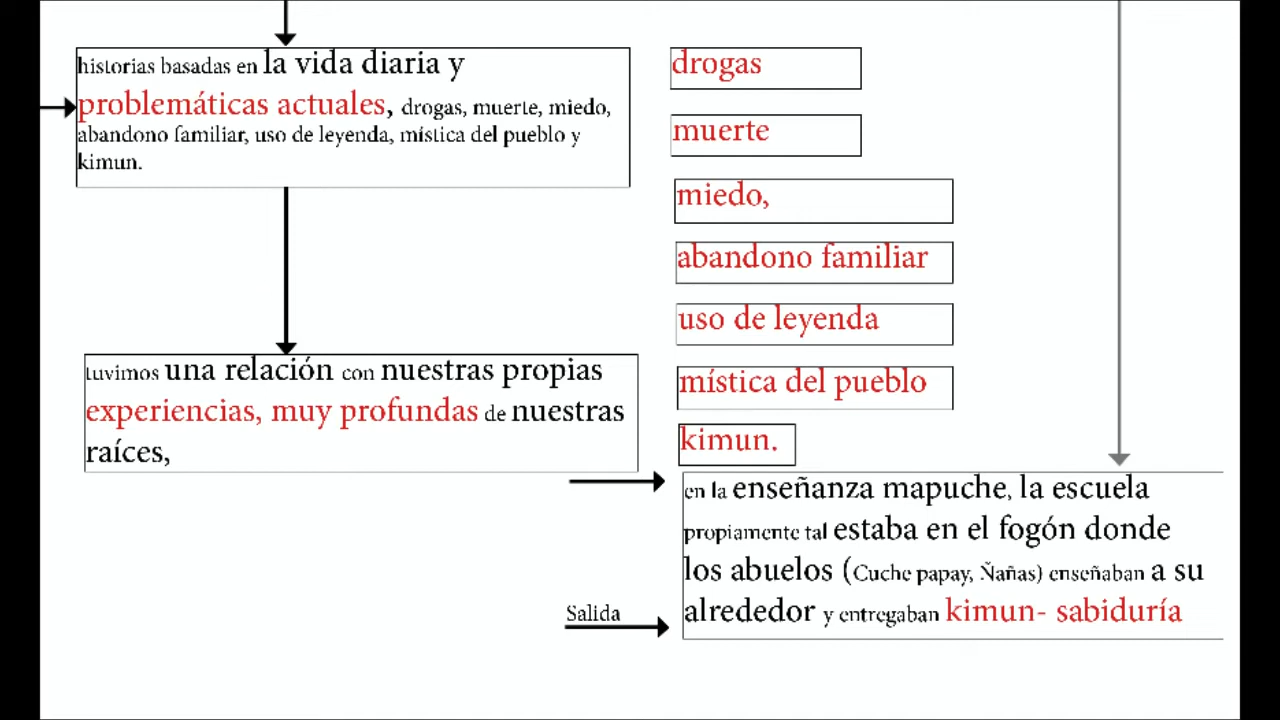 historias basadas en la vida diaria y
problemáticas actuales, drogas, muerte, miedo,
abandono familiar, uso de leyenda, mística del pueblo y
kimun.
tuvimos una relación con nuestras propias
experiencias, muy profundas de nuestras
raíces,
drogas
muerte
miedo,
abandono familiar
uso de leyenda
mística del pueblo
kimun.
en la enseñanza mapuche, la escuela
propiamente tal estaba en el fogón donde
los abuelos (Cuche papay, Ñañas) enseñaban a su
alrededor y entregaban kimun- sabiduría
Salida